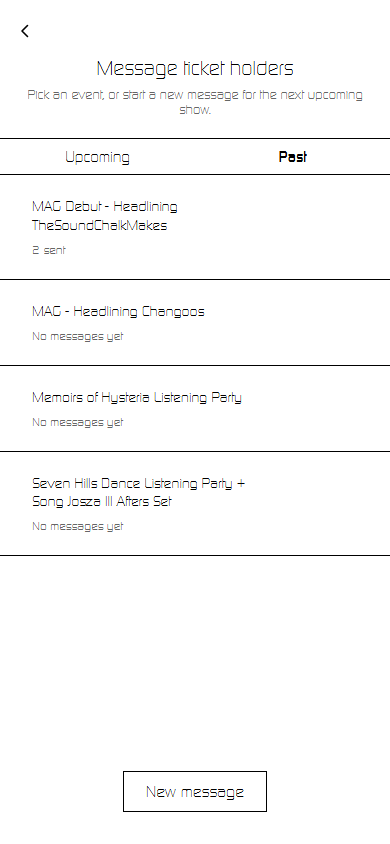 Message ticket holders
Pick an event, or start a new message for the next upcoming
show.
Upcoming
Past
MAG Debut - Headlining
TheSoundChalkMakes
2 sent
MAG - Headlining Changoos
No messages yet
Memoirs of Hysteria Listening Party
No messages yet
Seven Hills Dance Listening Party +
Song Josza III Afters Set
No messages yet
New message